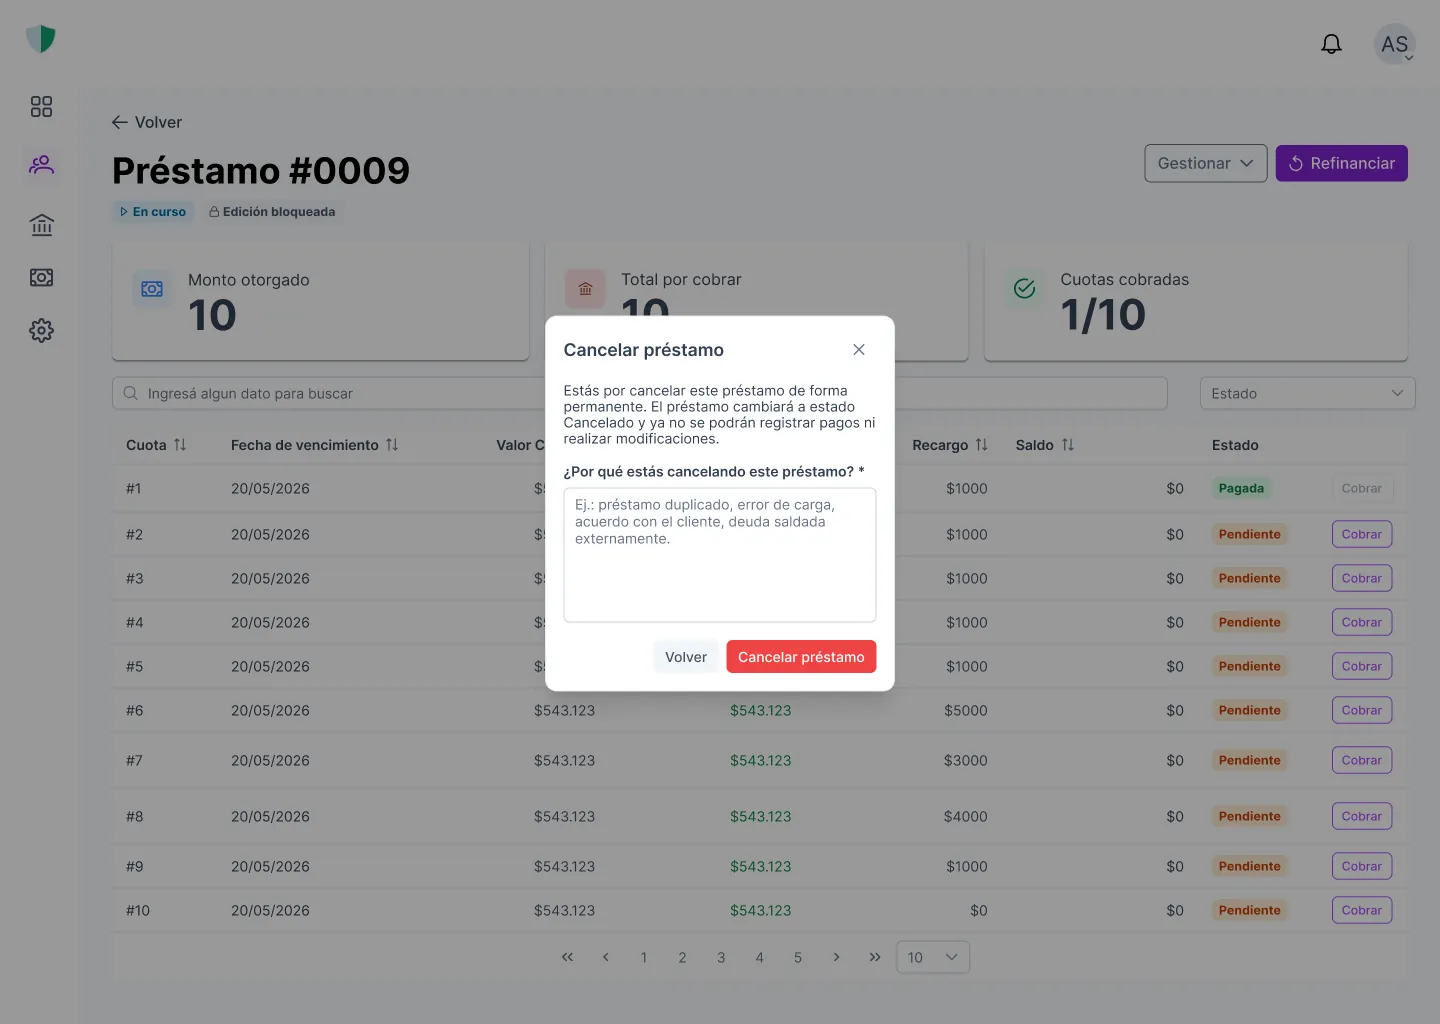 AS
Volver
Préstamo #0009
Gestionar
Refinanciar
En curso
Edición bloqueada
Monto otorgado
10
Total por cobrar
10
Cuotas cobradas
1/10
Cancelar préstamo
Estás por cancelar este préstamo de forma
permanente. El préstamo cambiará a estado
Cancelado y ya no se podrán registrar pagos ni
realizar modificaciones.
¿Por qué estás cancelando este préstamo? *
Ej.: préstamo duplicado, error de carga,
acuerdo con el cliente, deuda saldada
externamente.
Volver
Cancelar préstamo
Ingresá algun dato para buscar
Estado
Cuota Fecha de vencimiento Valor Recargo Saldo Estado
#1 20/05/2026 $1000 $0 Pagada Cobrar
#2 20/05/2026 $1000 $0 Pendiente Cobrar
#3 20/05/2026 $1000 $0 Pendiente Cobrar
#4 20/05/2026 $1000 $0 Pendiente Cobrar
#5 20/05/2026 $1000 $0 Pendiente Cobrar
#6 20/05/2026 $543.123 $543.123 $5000 $0 Pendiente Cobrar
#7 20/05/2026 $543.123 $543.123 $3000 $0 Pendiente Cobrar
#8 20/05/2026 $543.123 $543.123 $4000 $0 Pendiente Cobrar
#9 20/05/2026 $543.123 $543.123 $1000 $0 Pendiente Cobrar
#10 20/05/2026 $543.123 $543.123 $0 $0 Pendiente Cobrar
« ‹ 1 2 3 4 5 › » 10